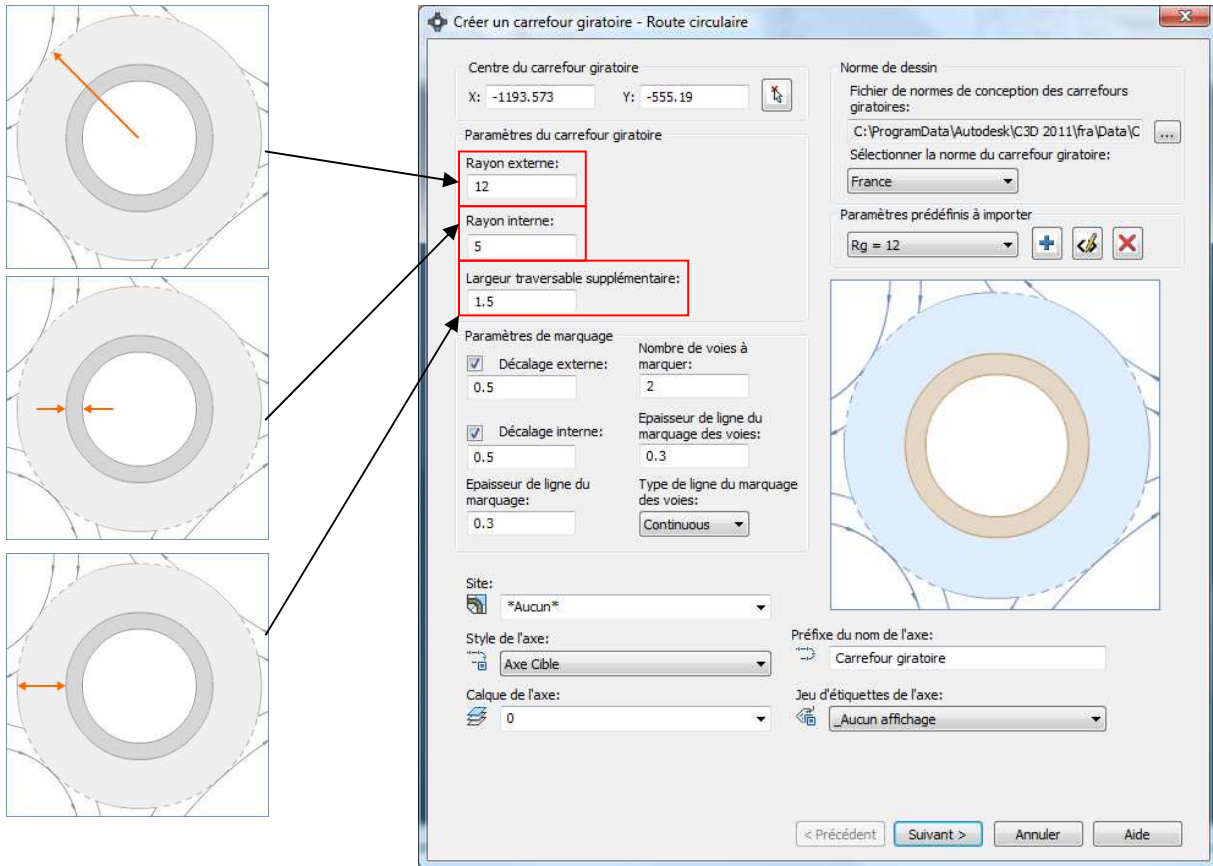 Créer un carrefour giratoire - Route circulaire
Centre du carrefour giratoire
X: -1193.573 Y: -555.19
Paramètres du carrefour giratoire
Rayon externe:
12
Rayon interne:
5
Largeur traversable supplémentaire:
1.5
Paramètres de marquage
Décalage externe:
0.5
Nombre de voies à
marquer:
2
Décalage interne:
0.5
Epaisseur de ligne du
marquage des voies:
0.3
Epaisseur de ligne du
marquage:
0.3
Type de ligne du marquage
des voies:
Continuous
Norme de dessin
Fichier de normes de conception des carrefours
giratoires:
C:\ProgramData\Autodesk\C3D 2011\fra\Data\C ...
Sélectionner la norme du carrefour giratoire:
France
Paramètres prédéfinis à importer
Rg = 12
Site:
*Aucun*
Style de l'axe:
Axe Cible
Calque de l'axe:
0
Préfixe du nom de l'axe:
Carrefour giratoire
Jeu d'étiquettes de l'axe:
_Aucun affichage
< Précédent Suivant > Annuler Aide